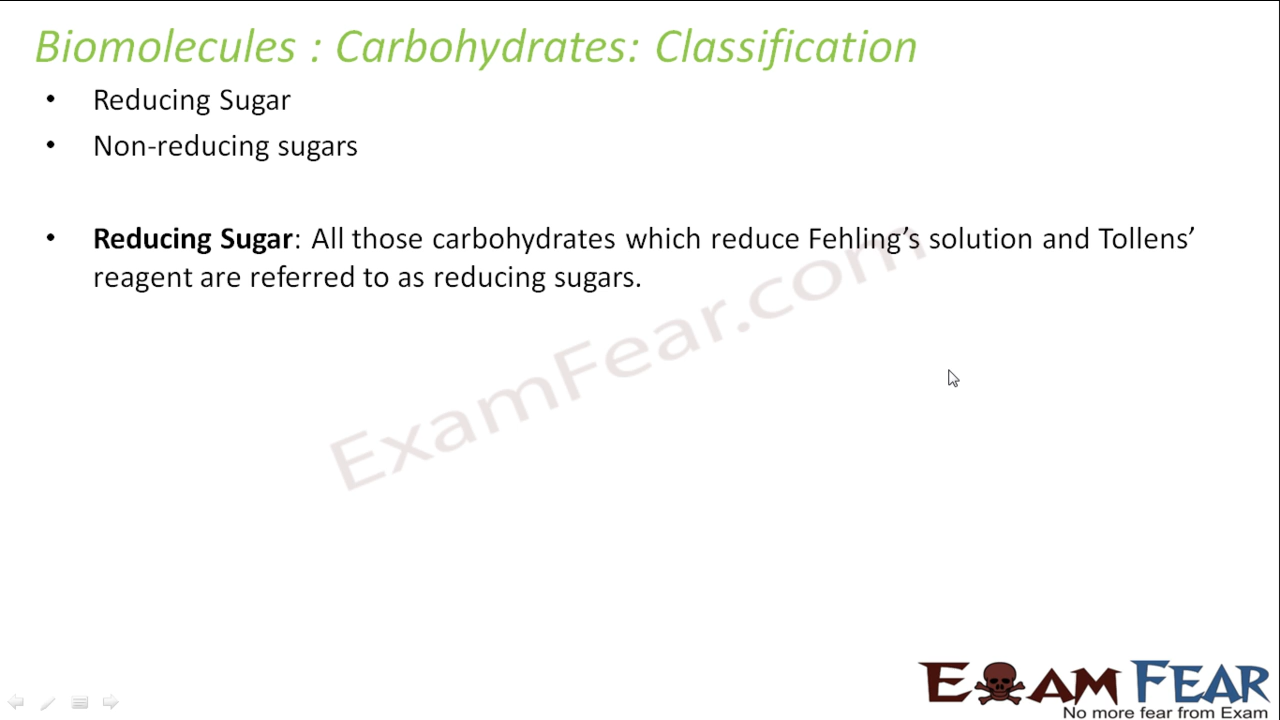 Biomolecules : Carbohydrates: Classification
• Reducing Sugar
• Non-reducing sugars
• Reducing Sugar: All those carbohydrates which reduce Fehling’s solution and Tollens’
reagent are referred to as reducing sugars.
ExamFear.com
EXAM FEAR
No more fear from Exam